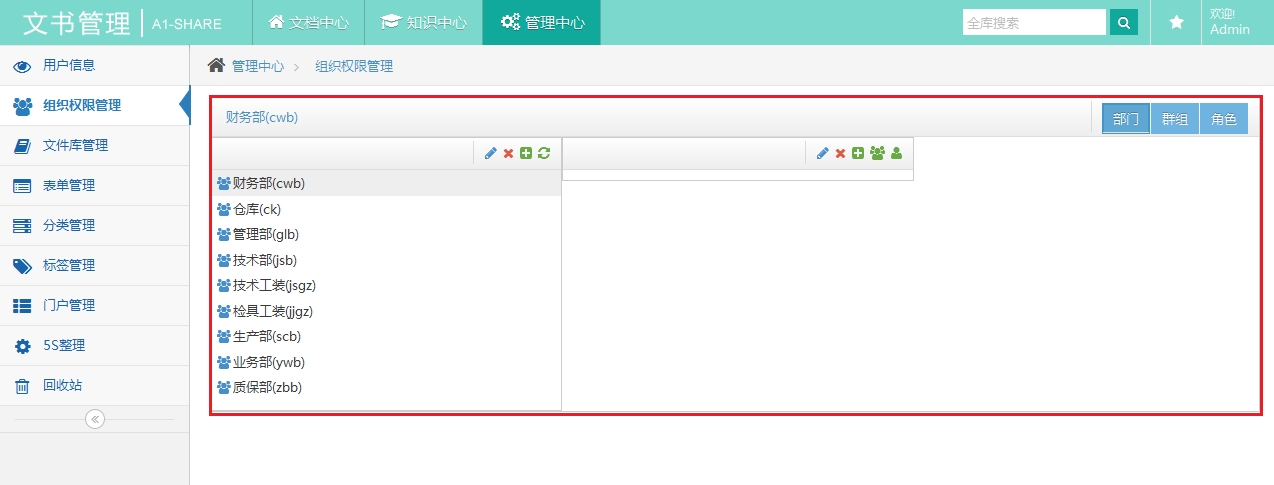 文书管理 | A1-SHARE
文档中心
知识中心
管理中心
全库搜索
欢迎!
Admin
用户信息
组织权限管理
文件库管理
表单管理
分类管理
标签管理
门户管理
5S整理
回收站
管理中心 > 组织权限管理
财务部(cwb)
部门
群组
角色
财务部(cwb)
仓库(ck)
管理部(glb)
技术部(jsb)
技术工装(jsgz)
检具工装(jjgz)
生产部(scb)
业务部(ywb)
质保部(zbb)